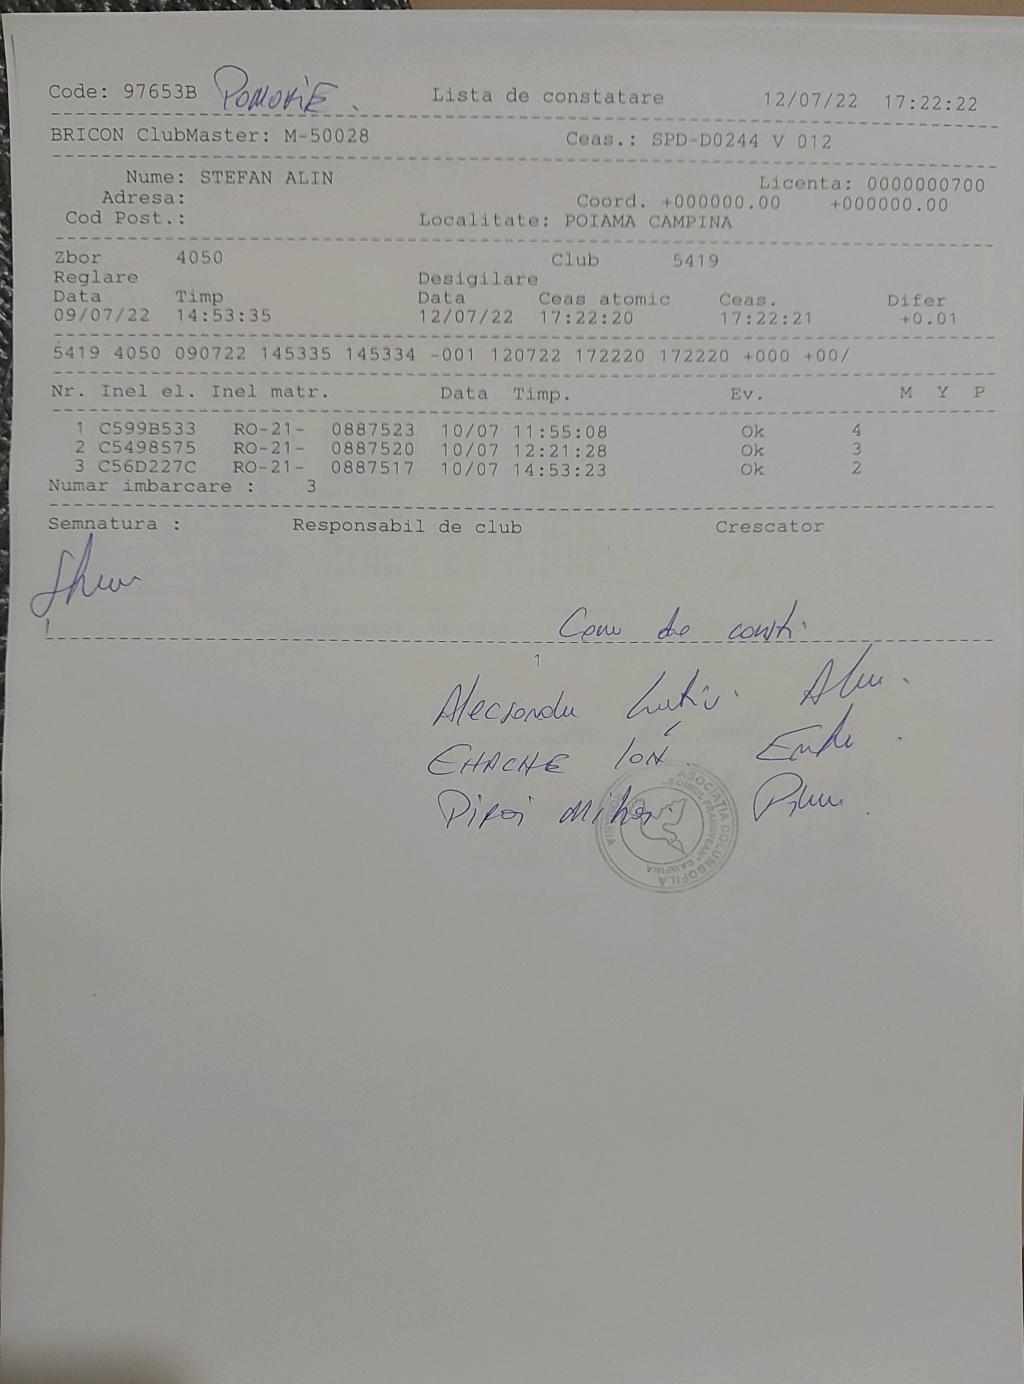 Code: 97653B POMORIE. Lista de constatare 12/07/22 17:22:22
BRICON ClubMaster: M-50028 Ceas.: SPD-D0244 V 012
Nume: STEFAN ALIN Licenta: 0000000700
Adresa: Coord. +000000.00 +000000.00
Cod Post.: Localitate: POIAMA CAMPINA
Zbor 4050 Club 5419
Reglare Desigilare
Data Timp Data Ceas atomic Ceas. Difer
09/07/22 14:53:35 12/07/22 17:22:20 17:22:21 +0.01
5419 4050 090722 145335 145334 -001 120722 172220 172220 +000 +00/
Nr. Inel el. Inel matr. Data Timp. Ev. M Y P
1 C599B533 RO-21- 0887523 10/07 11:55:08 Ok 4
2 C5498575 RO-21- 0887520 10/07 12:21:28 Ok 3
3 C56D227C RO-21- 0887517 10/07 14:53:23 Ok 2
Numar imbarcare : 3
Semnatura : Responsabil de club Crescator
de
1
ENACHE ION
ASOCIATIA COLUMBOFILA
"SOIMUL PRAHOVEAN" CAMPINA
ROMANIA